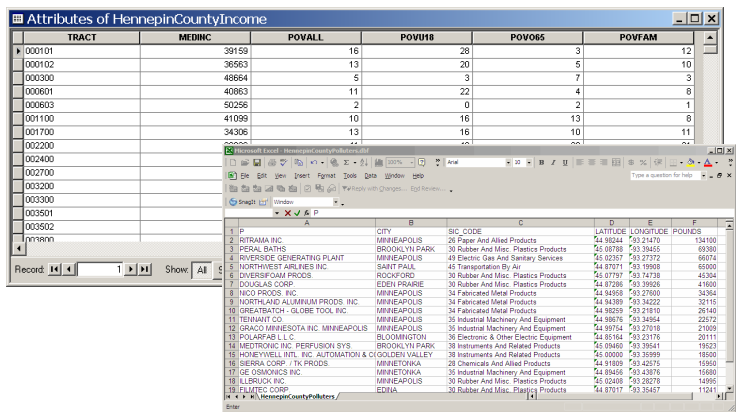 Attributes of HennepinCountyIncome
TRACT MEDINC POVALL POVU18 POVO65 POVFAM
000101 39159 16 28 3 12
000102 36563 13 20 5 10
000300 48664 5 3 7 3
000601 40863 11 22 4 8
000603 50256 2 0 2 1
001100 41099 10 16 13 8
001700 34306 13 16 10 11
002200
002400
002700
003200
003300
003501
003502
003800
Record: 1 Show: All
Microsoft Excel - HennepinCountyPolluters.dbf
100% Arial 10 B I U
File Edit View Insert Format Tools Data Window Help Type a question for help
Reply with Changes... End Review...
SnagIt Window
P
A B C D E F
1 P CITY SIC_CODE LATITUDE LONGITUDE POUNDS
2 RITRAMA INC. MINNEAPOLIS 26 Paper And Allied Products 44.98244 -93.21470 134100
3 PERAL BATHS BROOKLYN PARK 30 Rubber And Misc. Plastics Products 45.08788 -93.39455 69380
4 RIVERSIDE GENERATING PLANT MINNEAPOLIS 49 Electric Gas And Sanitary Services 45.02357 -93.27372 66074
5 NORTHWEST AIRLINES INC. SAINT PAUL 45 Transportation By Air 44.87071 -93.19908 65000
6 DIVERSIFOAM PRODS. ROCKFORD 30 Rubber And Misc. Plastics Products 45.07797 -93.74738 45304
7 DOUGLAS CORP. EDEN PRAIRIE 30 Rubber And Misc. Plastics Products 44.87286 -93.39926 41600
8 NICO PRODS. INC. MINNEAPOLIS 34 Fabricated Metal Products 44.94958 -93.27600 34364
9 NORTHLAND ALUMINUM PRODS. INC. MINNEAPOLIS 34 Fabricated Metal Products 44.94389 -93.34222 32115
10 GREATBATCH - GLOBE TOOL INC. MINNEAPOLIS 34 Fabricated Metal Products 44.98259 -93.21810 26140
11 TENNANT CO. MINNEAPOLIS 35 Industrial Machinery And Equipment 44.98676 -93.34954 22572
12 GRACO MINNESOTA INC. MINNEAPOLIS MINNEAPOLIS 35 Industrial Machinery And Equipment 44.99754 -93.27018 21009
13 POLARFAB L.L.C. BLOOMINGTON 36 Electronic & Other Electric Equipment 44.85164 -93.23176 20111
14 MEDTRONIC INC. PERFUSION SYS. BROOKLYN PARK 38 Instruments And Related Products 45.09460 -93.39541 19523
15 HONEYWELL INTL. INC. AUTOMATION & C GOLDEN VALLEY 38 Instruments And Related Products 45.00000 -93.35999 18500
16 SIERRA CORP. / TK PRODS. MINNETONKA 28 Chemicals And Allied Products 44.91809 -93.42575 15950
17 GE OSMONICS INC. MINNETONKA 35 Industrial Machinery And Equipment 44.89456 -93.43876 15680
18 ILLBRUCK INC. MINNEAPOLIS 30 Rubber And Misc. Plastics Products 45.02408 -93.28278 14995
19 FILMTEC CORP. EDINA 30 Rubber And Misc. Plastics Products 44.87017 -93.35457 11241
HennepinCountyPolluters
Enter